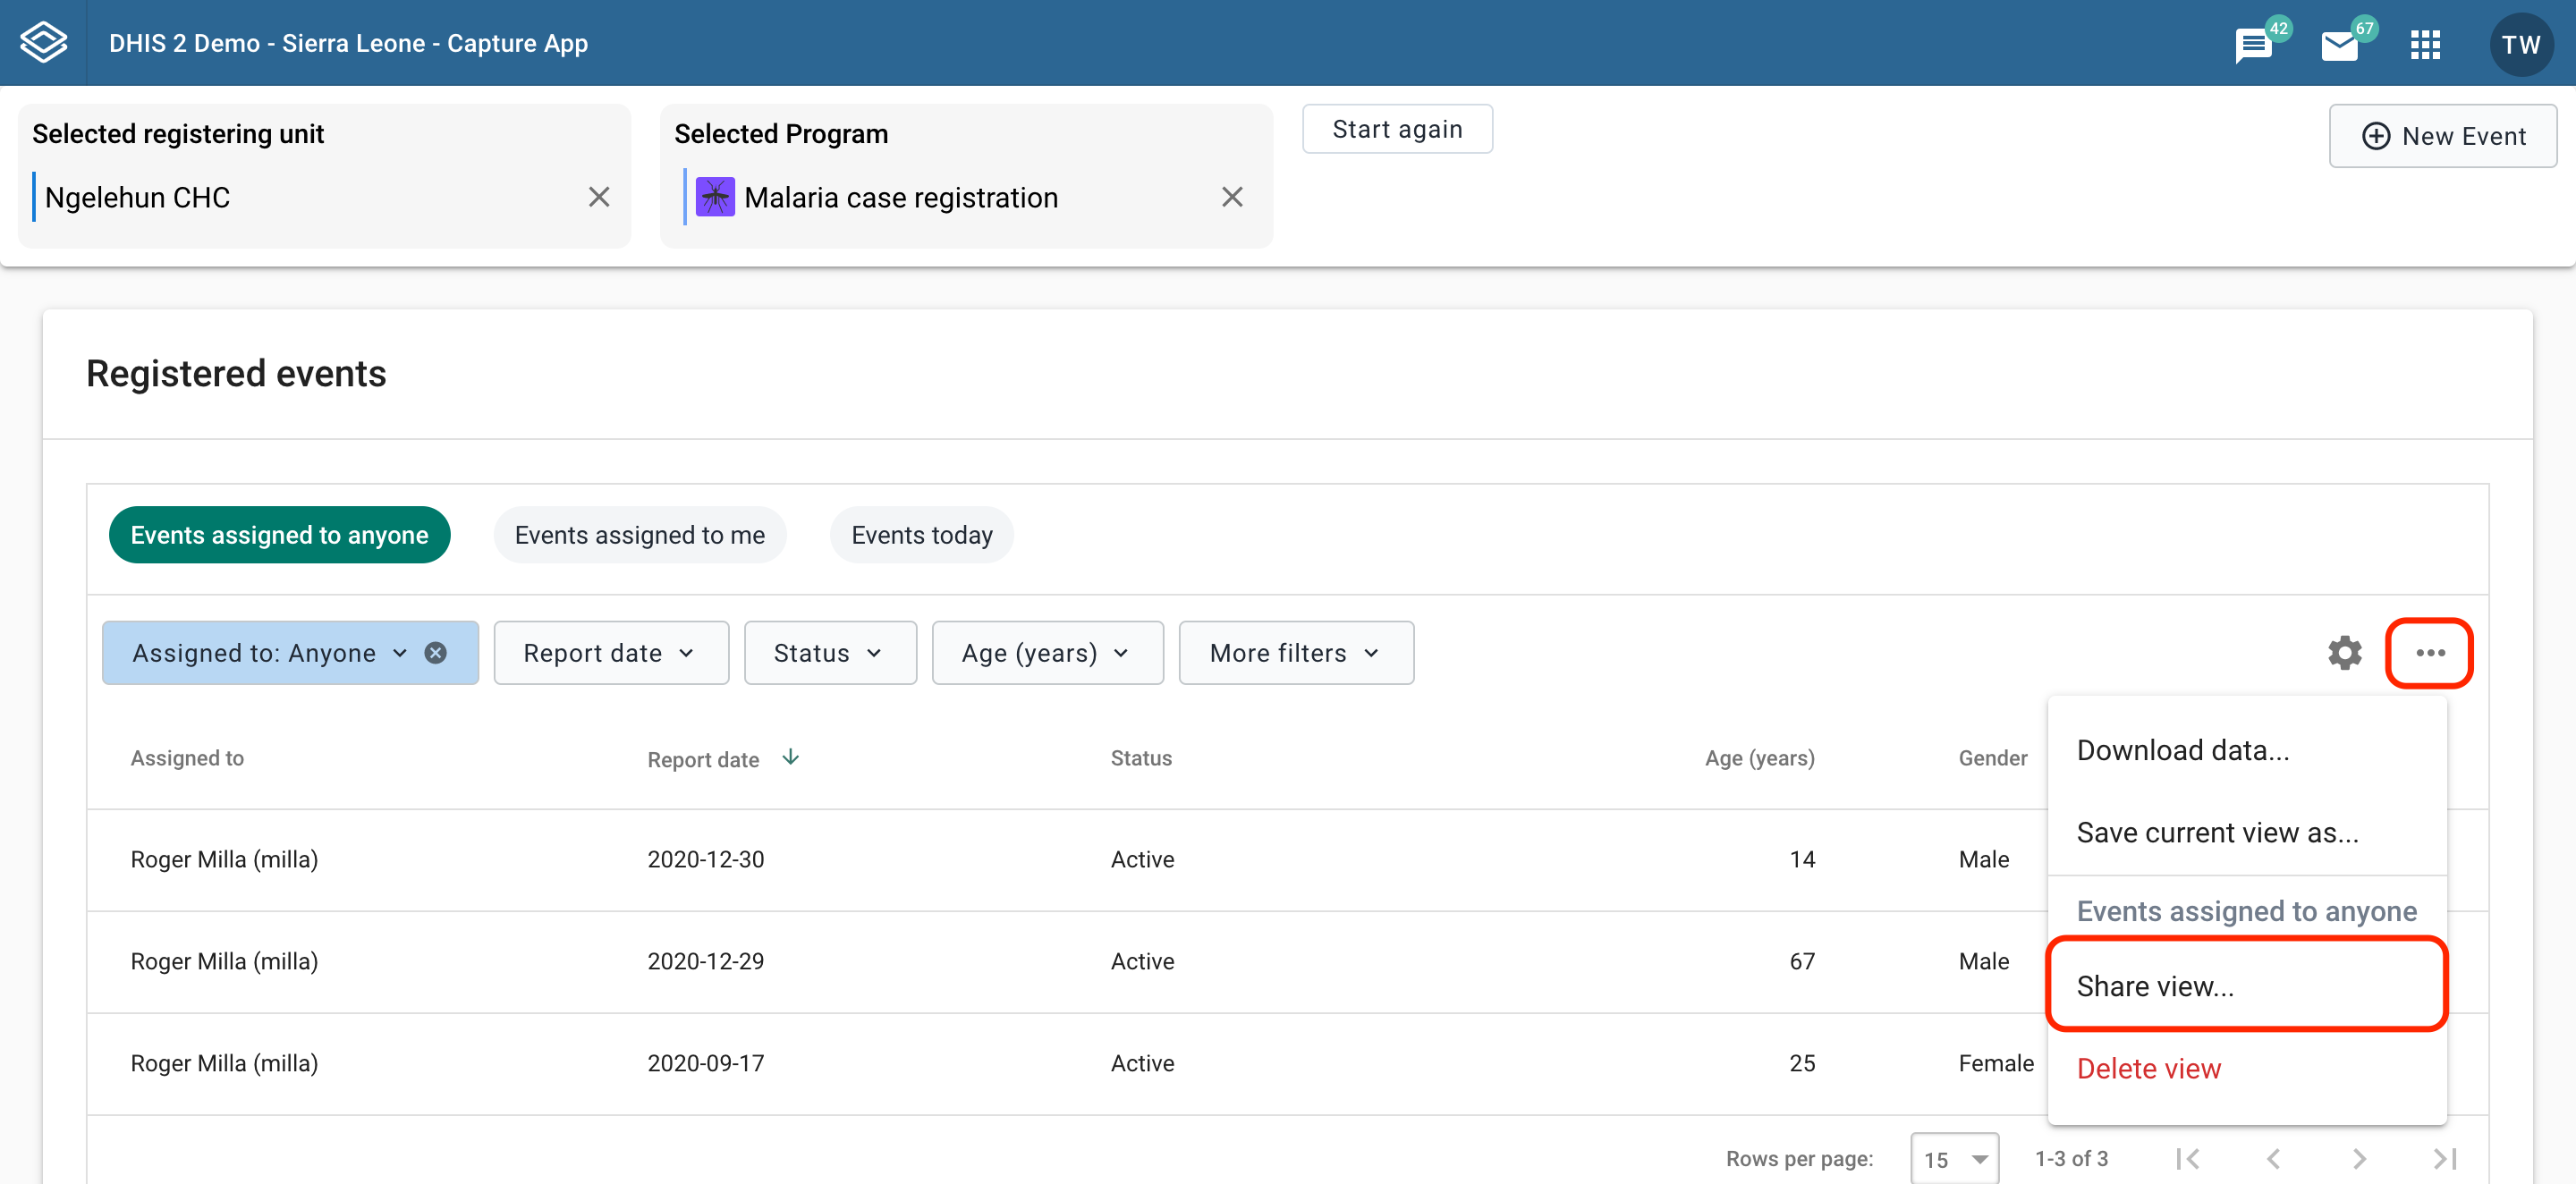 DHIS 2 Demo - Sierra Leone - Capture App
42
67
TW
Selected registering unit
Ngelehun CHC
Selected Program
Malaria case registration
Start again
New Event
Registered events
Events assigned to anyone
Events assigned to me
Events today
Assigned to: Anyone
Report date
Status
Age (years)
More filters
Assigned to Report date Status Age (years) Gender
Roger Milla (milla) 2020-12-30 Active 14 Male
Roger Milla (milla) 2020-12-29 Active 67 Male
Roger Milla (milla) 2020-09-17 Active 25 Female
Download data...
Save current view as...
Events assigned to anyone
Share view...
Delete view
Rows per page: 15 1-3 of 3